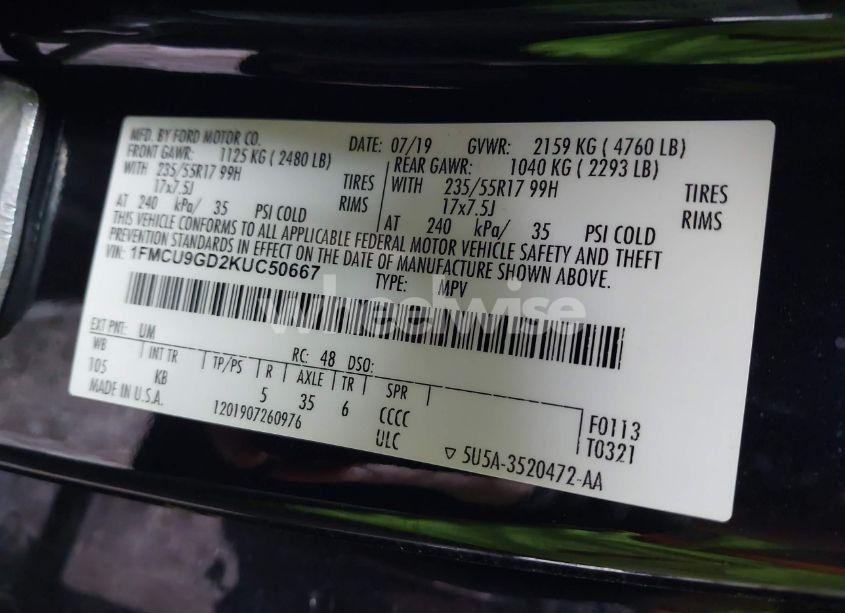 MFD. BY FORD MOTOR CO. DATE: 07/19 GVWR: 2159 KG ( 4760 LB)
FRONT GAWR: 1125 KG ( 2480 LB) REAR GAWR: 1040 KG ( 2293 LB)
WITH 235/55R17 99H TIRES WITH 235/55R17 99H TIRES
17x7.5J RIMS 17x7.5J RIMS
AT 240 kPa/ 35 PSI COLD AT 240 kPa/ 35 PSI COLD
THIS VEHICLE CONFORMS TO ALL APPLICABLE FEDERAL MOTOR VEHICLE SAFETY AND THEFT
PREVENTION STANDARDS IN EFFECT ON THE DATE OF MANUFACTURE SHOWN ABOVE.
VIN: 1FMCU9GD2KUC50667 TYPE: MPV
wheelwise
EXT PNT: UM RC: 48 DSO:
WB INT TR TP/PS R AXLE TR SPR
105 KB 5 35 6 CCCC F0113
MADE IN U.S.A. 1201907260976 ULC T0321
▽ 5U5A-3520472-AA